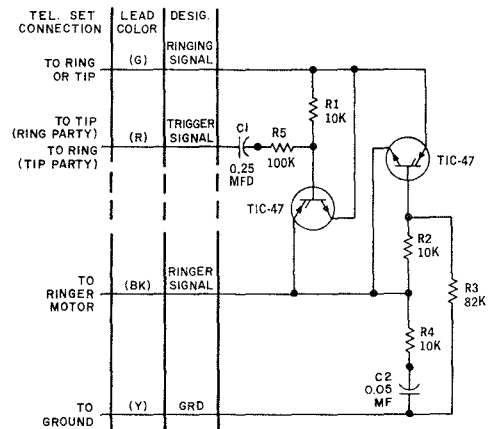 TEL. SET
CONNECTION
LEAD
COLOR
DESIG.
TO RING
OR TIP
(G)
RINGING
SIGNAL
TO TIP
(RING PARTY)
TO RING
(TIP PARTY)
(R)
TRIGGER
SIGNAL
C1
0.25
MFD
R5
100K
R1
10K
TIC-47
TIC-47
R2
10K
R3
82K
TO
RINGER
MOTOR
(BK)
RINGER
SIGNAL
R4
10K
C2
0.05
MF
TO
GROUND
(Y)
GRD